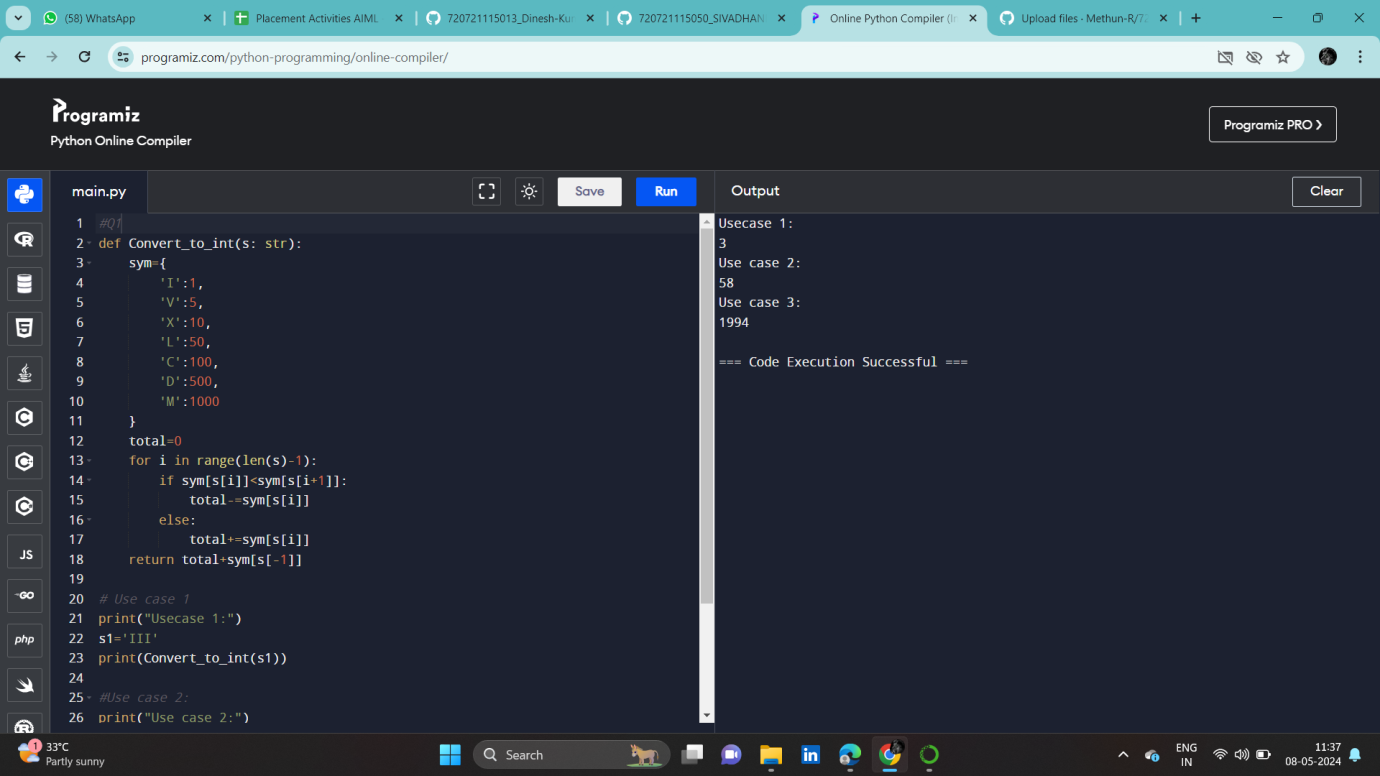 (58) WhatsApp
Placement Activities AIML
720721115013_Dinesh-Ku
720721115050_SIVADHAN
Online Python Compiler (In
Upload files · Methun-R/7
programiz.com/python-programming/online-compiler/
Programiz
Python Online Compiler
Programiz PRO ❯
main.py
Save
Run
Output
Clear
1 #Q1
2 def Convert_to_int(s: str):
3 sym={
4 'I':1,
5 'V':5,
6 'X':10,
7 'L':50,
8 'C':100,
9 'D':500,
10 'M':1000
11 }
12 total=0
13 for i in range(len(s)-1):
14 if sym[s[i]]<sym[s[i+1]]:
15 total-=sym[s[i]]
16 else:
17 total+=sym[s[i]]
18 return total+sym[s[-1]]
19
20 # Use case 1
21 print("Usecase 1:")
22 s1='III'
23 print(Convert_to_int(s1))
24
25 #Use case 2:
26 print("Use case 2:")
Usecase 1:
3
Use case 2:
58
Use case 3:
1994
=== Code Execution Successful ===
R
5
C
C
C
JS
GO
php
1
33°C
Partly sunny
Search
in
ENG
IN
11:37
08-05-2024